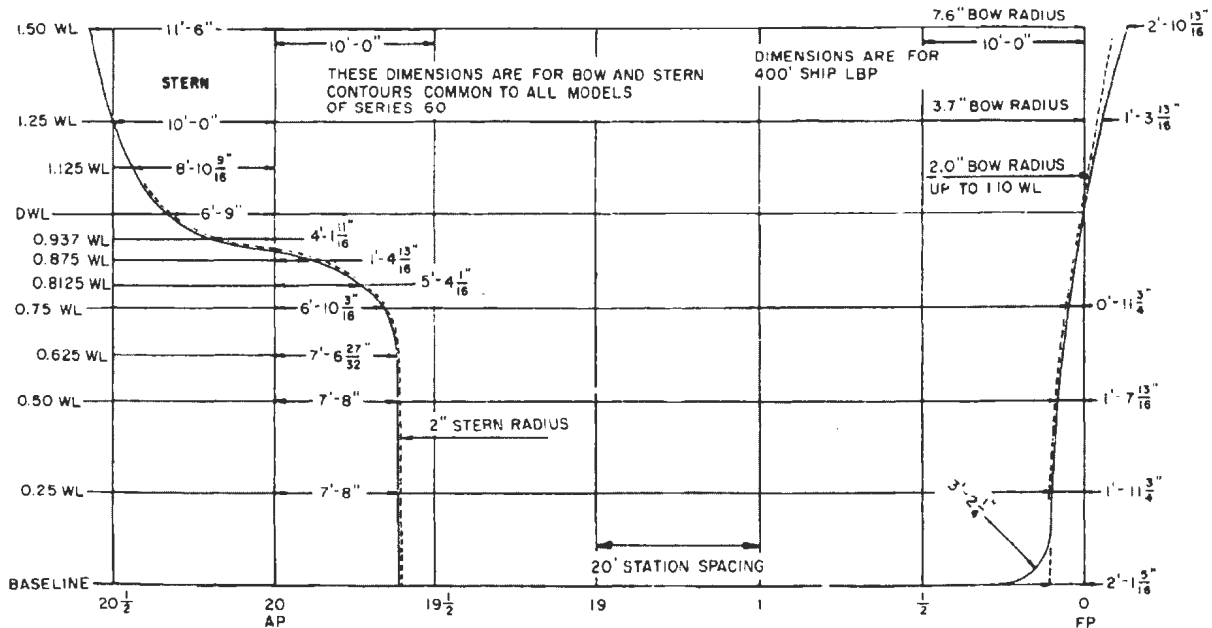 1.50 WL
11'-6"
7.6" BOW RADIUS
2'-10 13/16"
10'-0"
10'-0"
STERN
THESE DIMENSIONS ARE FOR BOW AND STERN
CONTOURS COMMON TO ALL MODELS
OF SERIES 60
DIMENSIONS ARE FOR
400' SHIP LBP
1.25 WL
10'-0"
3.7" BOW RADIUS
1'-3 13/16"
1.125 WL
8'-10 9/16"
2.0" BOW RADIUS
UP TO 1.10 WL
DWL
6'-9"
0.937 WL
4'-1 11/16"
0.875 WL
1'-4 13/16"
0.8125 WL
5'-4 1/16"
0.75 WL
6'-10 3/16"
0'-11 3/4"
0.625 WL
7'-6 27/32"
0.50 WL
7'-8"
1'-7 13/16"
2" STERN RADIUS
0.25 WL
7'-8"
3'-2 1/4"
1'-11 3/4"
20' STATION SPACING
BASELINE
2'-1 5/16"
20 1/2
20
19 1/2
19
1
1/2
0
AP
FP